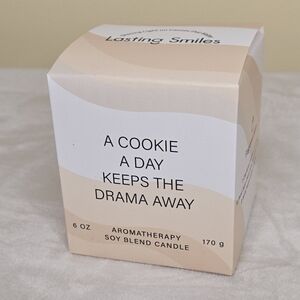 Lasting Smiles
A COOKIE
A DAY
KEEPS THE
DRAMA AWAY
6 OZ
AROMATHERAPY
SOY BLEND CANDLE
170 g